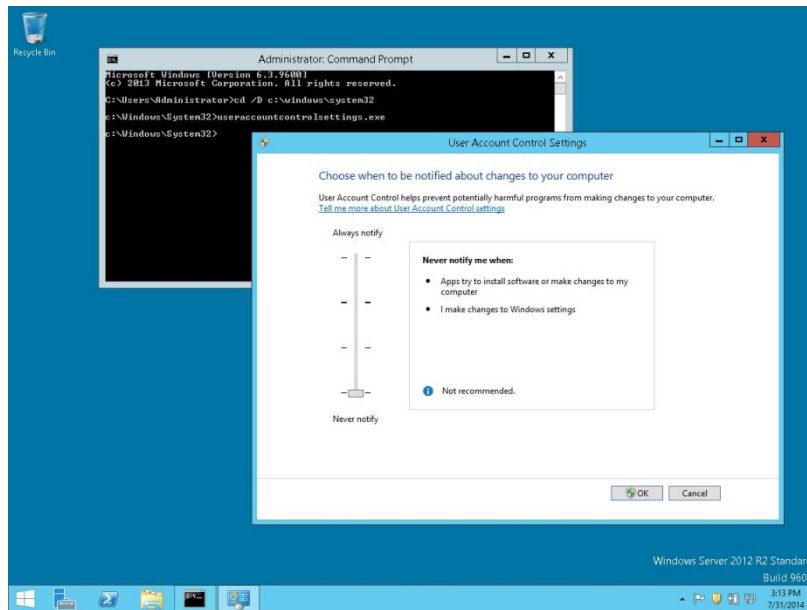 Recycle Bin
Administrator: Command Prompt
Microsoft Windows [Version 6.3.9600]
(c) 2013 Microsoft Corporation. All rights reserved.
C:\Users\Administrator>cd /D c:\windows\system32
c:\Windows\System32>useraccountcontrolsettings.exe
c:\Windows\System32>
User Account Control Settings
Choose when to be notified about changes to your computer
User Account Control helps prevent potentially harmful programs from making changes to your computer.
Tell me more about User Account Control settings
Always notify
Never notify me when:
• Apps try to install software or make changes to my
computer
• I make changes to Windows settings
Not recommended.
Never notify
OK
Cancel
Windows Server 2012 R2 Standar
Build 960
3:13 PM
7/31/2014